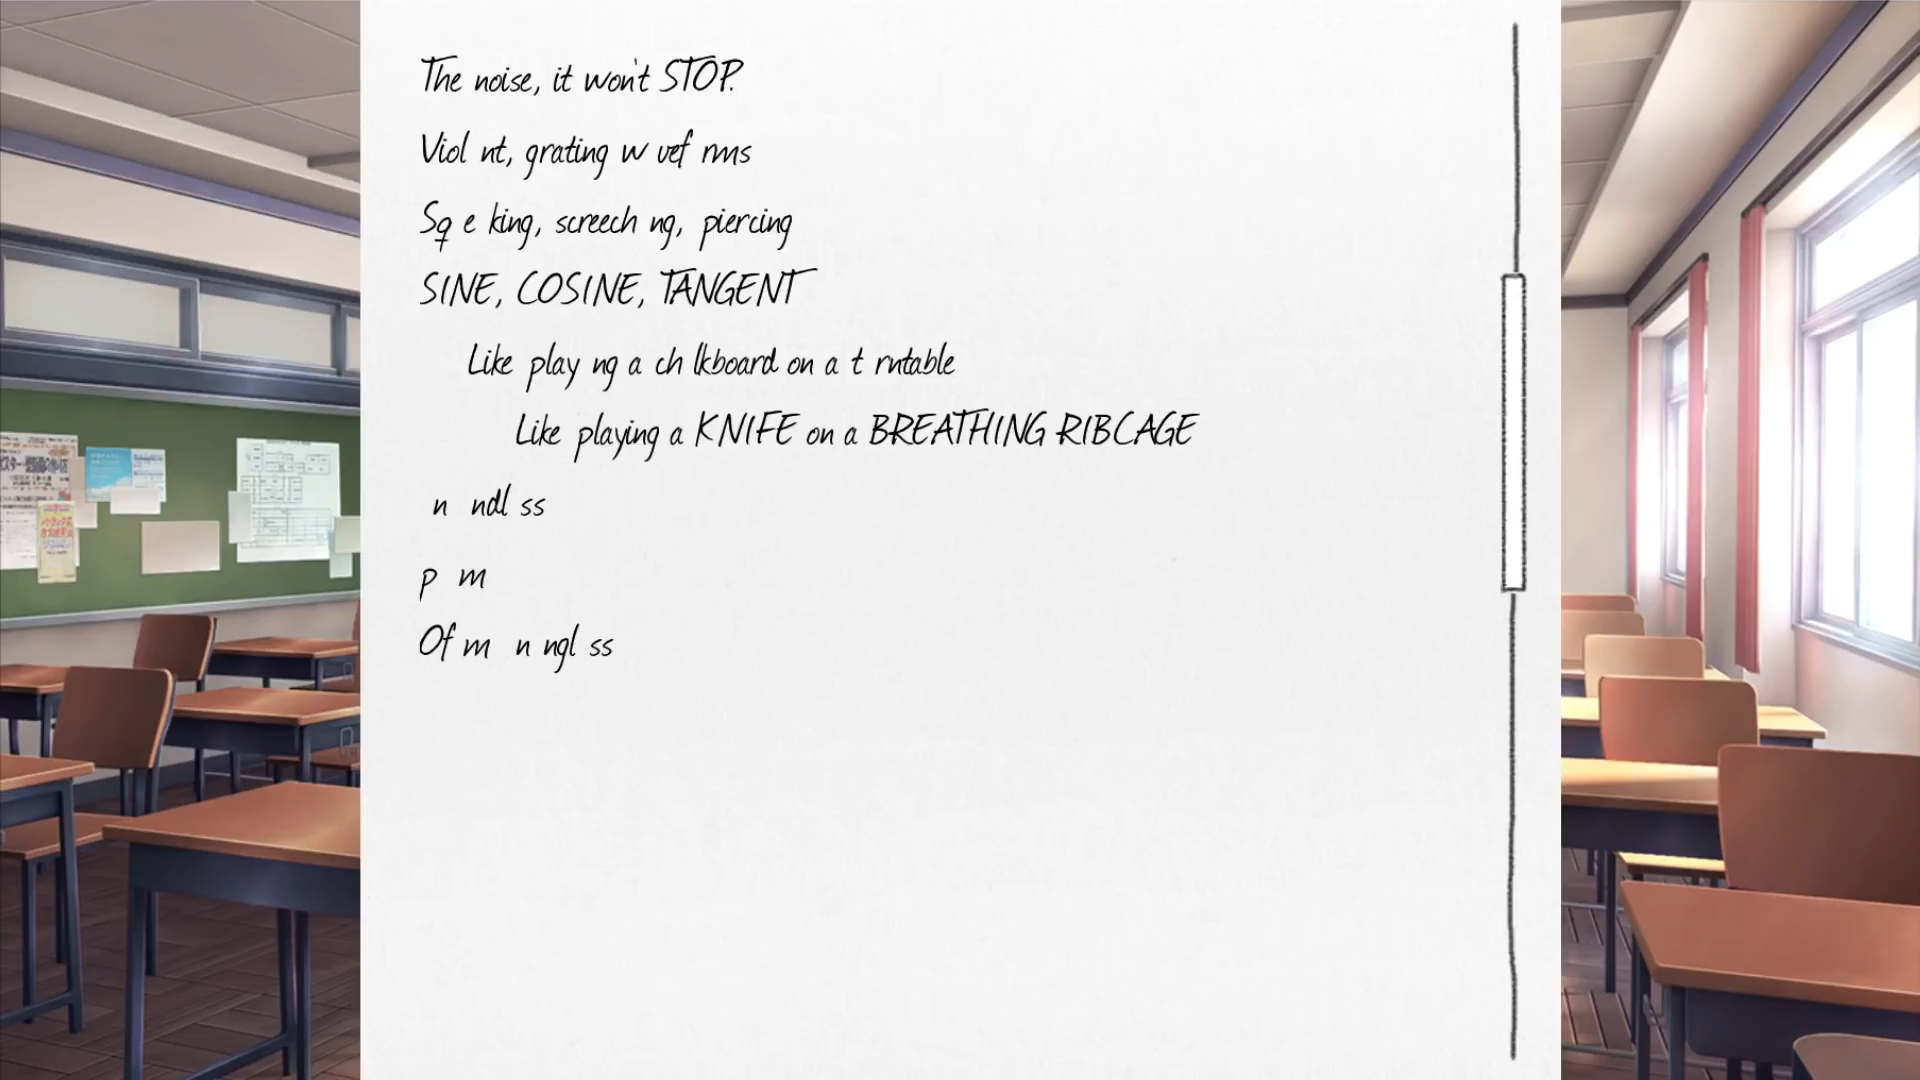 The noise, it won't STOP.
Viol nt, grating w vef rms
Sq e king, screech ng, piercing
SINE, COSINE, TANGENT
Like play ng a ch lkboard on a t rntable
Like playing a KNIFE on a BREATHING RIBCAGE
n ndl ss
p m
Of m n ngl ss